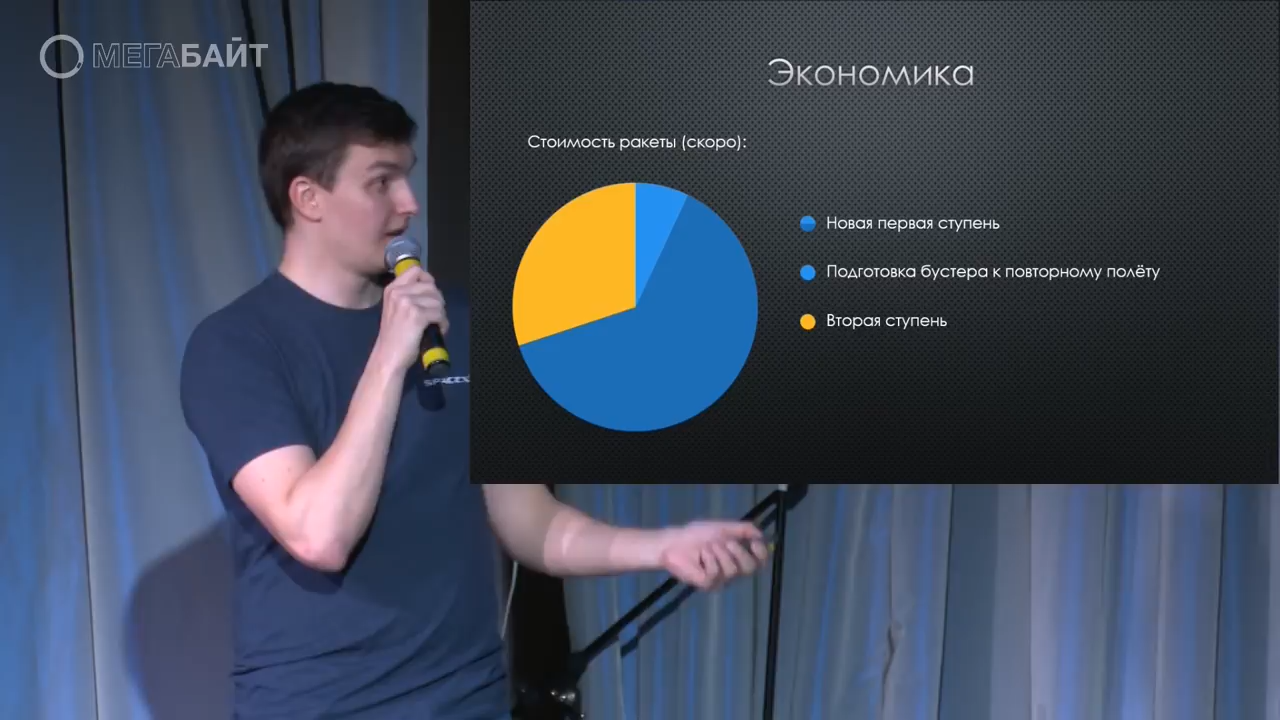 МЕГАБАЙТ
Экономика
Стоимость ракеты (скоро):
Новая первая ступень
Подготовка бустера к повторному полёту
Вторая ступень